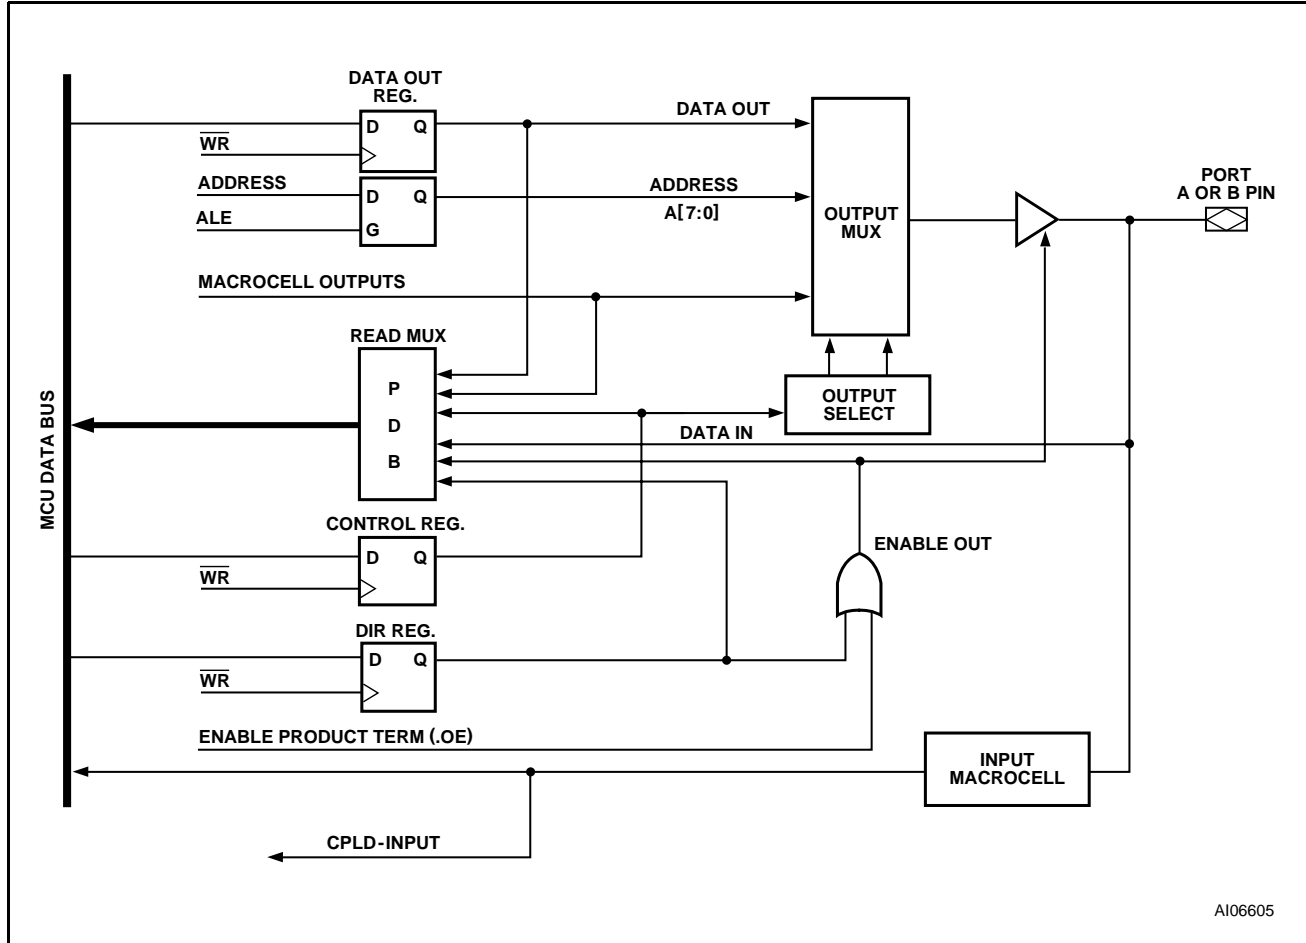 DATA OUT
REG.
D Q
DATA OUT
WR
ADDRESS
D Q
ADDRESS
A[7:0]
ALE
G
OUTPUT
MUX
PORT
A OR B PIN
MACROCELL OUTPUTS
READ MUX
P
D
B
OUTPUT
SELECT
DATA IN
MCU DATA BUS
CONTROL REG.
D Q
WR
ENABLE OUT
DIR REG.
D Q
WR
ENABLE PRODUCT TERM (.OE)
INPUT
MACROCELL
CPLD-INPUT
AI06605